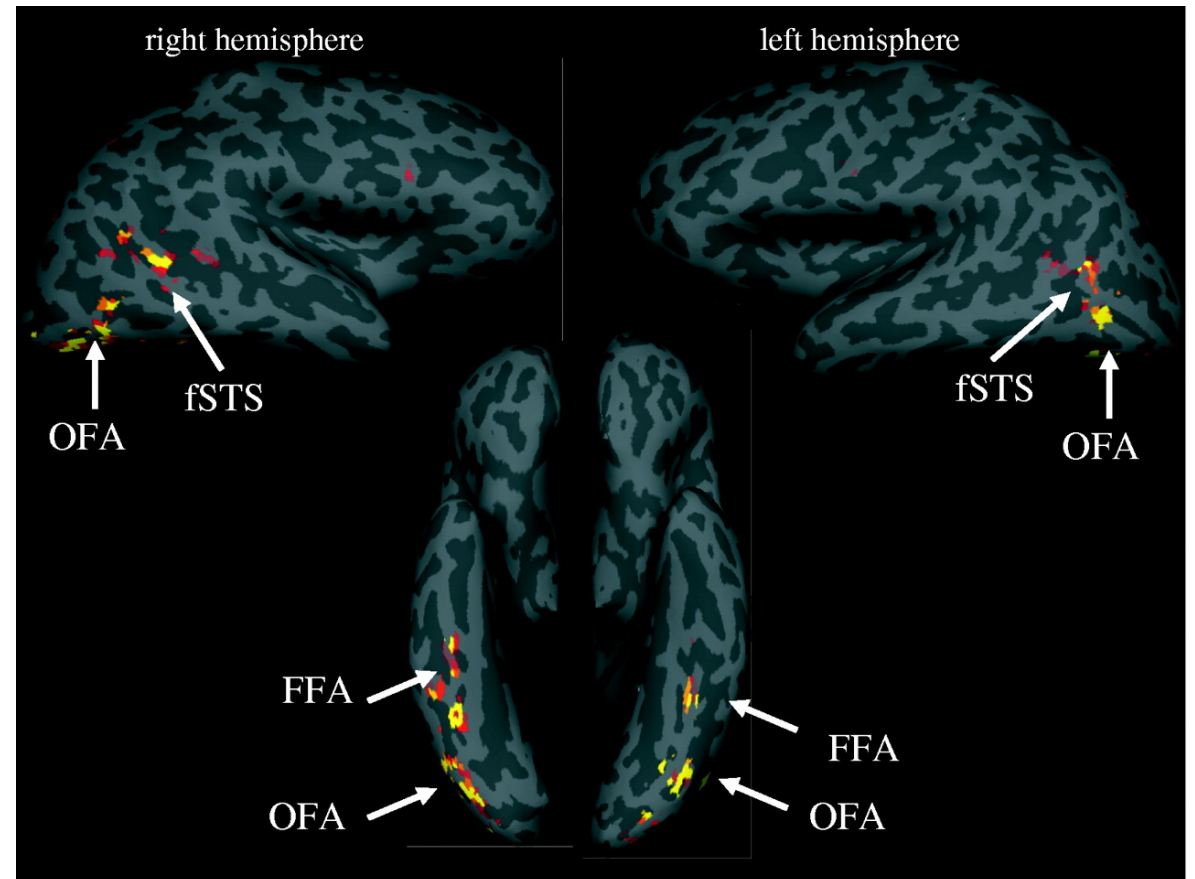 right hemisphere
left hemisphere
fSTS
OFA
fSTS
OFA
FFA
FFA
OFA
OFA